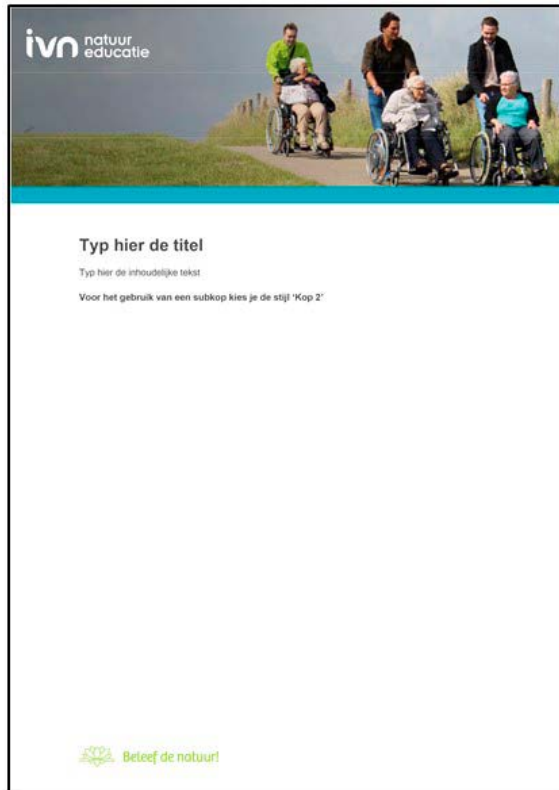 ivn natuur
educatie
Typ hier de titel
Typ hier de inhoudelijke tekst
Voor het gebruik van een subkop kies je de stijl ‘Kop 2’
Beleef de natuur!